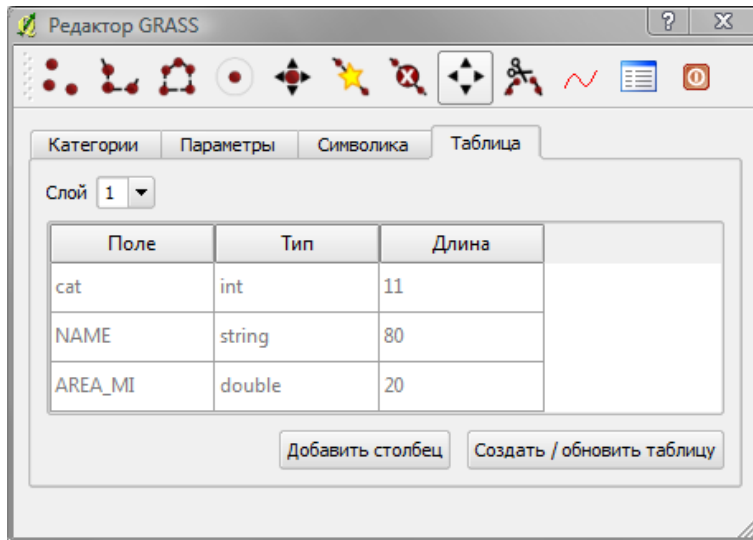 Редактор GRASS
Категории Параметры Символика Таблица
Слой 1
Поле Тип Длина
cat int 11
NAME string 80
AREA_MI double 20
Добавить столбец Создать / обновить таблицу